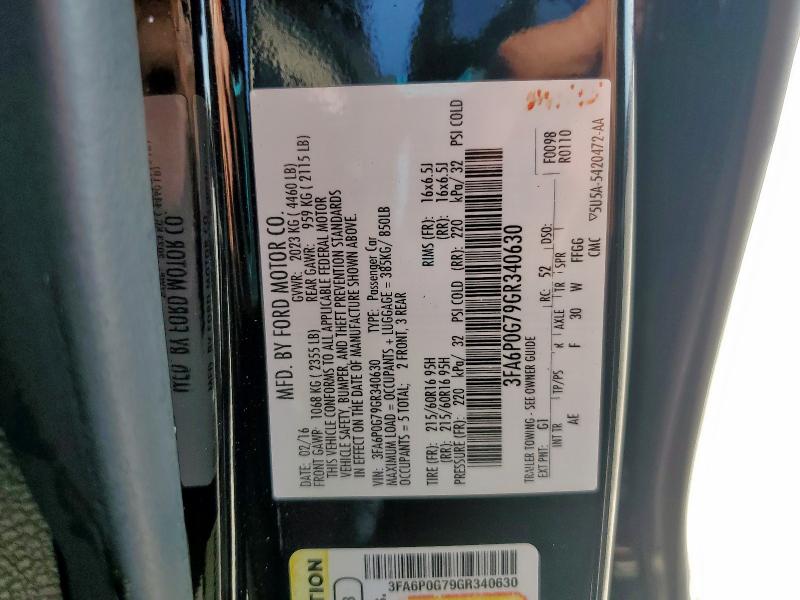 MFD. BY FORD MOTOR CO.
DATE: 02/16 GVWR: 2023 KG ( 4460 LB)
FRONT GAWR: 1068 KG ( 2355 LB) REAR GAWR: 959 KG ( 2115 LB)
THIS VEHICLE CONFORMS TO ALL APPLICABLE FEDERAL MOTOR
VEHICLE SAFETY, BUMPER, AND THEFT PREVENTION STANDARDS
IN EFFECT ON THE DATE OF MANUFACTURE SHOWN ABOVE.
VIN: 3FA6P0G79GR340630 TYPE: Passenger Car
MAXIMUM LOAD = OCCUPANTS + LUGGAGE = 385KG/ 850LB
OCCUPANTS = 5 TOTAL: 2 FRONT, 3 REAR
TIRE (FR): 215/60R16 95H RIMS (FR): 16x6.5J
(RR): 215/60R16 95H (RR): 16x6.5J
PRESSURE (FR): 220 kPa/ 32 PSI COLD (RR): 220 kPa/ 32 PSI COLD
3FA6P0G79GR340630
TRAILER TOWING - SEE OWNER GUIDE F0098
EXT PNT: G1 RC: 52 DSO: R0110
INT TR TP/PS R AXLE TR SPR
AE F 30 W FFGG
CMC ▽5U5A-5420472-AA
TION
3FA6P0G79GR340630